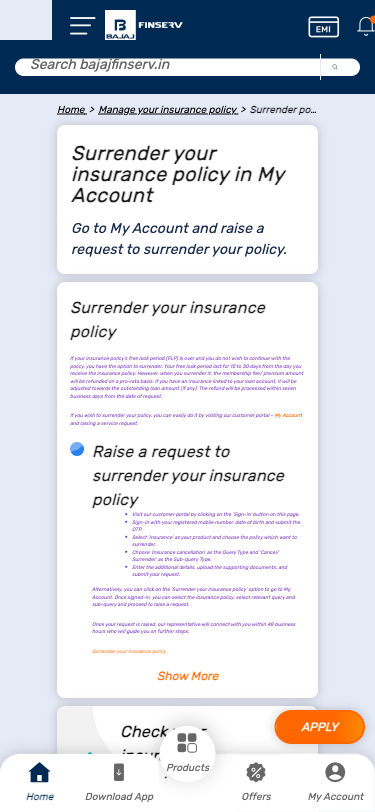 BAJAJ FINSERV
EMI
Search bajajfinserv.in
Home > Manage your insurance policy > Surrender po...
Surrender your
insurance policy in My
Account
Go to My Account and raise a
request to surrender your policy.
Surrender your insurance
policy
If your insurance policy's free look period (FLP) is over and you do not wish to continue with the
policy, you have the option to surrender. Your free look period last for 15 to 30 days from the day you
receive the insurance policy. However, when you surrender it, the membership fee/ premium amount
will be refunded on a pro-rata basis. If you have an insurance linked to your loan account, it will be
adjusted towards the outstanding loan amount (if any). The refund will be processed within seven
business days from the date of request.
If you wish to surrender your policy, you can easily do it by visiting our customer portal – My Account
and raising a service request.
Raise a request to
surrender your insurance
policy
Visit our customer portal by clicking on the 'Sign-in' button on this page.
Sign-in with your registered mobile number, date of birth and submit the
OTP.
Select 'Insurance' as your product and choose the policy which want to
surrender.
Choose 'Insurance cancellation' as the Query Type and 'Cancel/
Surrender' as the Sub-query Type.
Enter the additional details, upload the supporting documents, and
submit your request.
Alternatively, you can click on the 'Surrender your insurance policy' option to go to My
Account. Once signed-in, you can select the insurance policy, select relevant query and
sub-query and proceed to raise a request.
Once your request is raised, our representative will connect with you within 48 business
hours who will guide you on further steps.
Surrender your insurance policy
Show More
APPLY
Check your
Home
Download App
Products
Offers
My Account